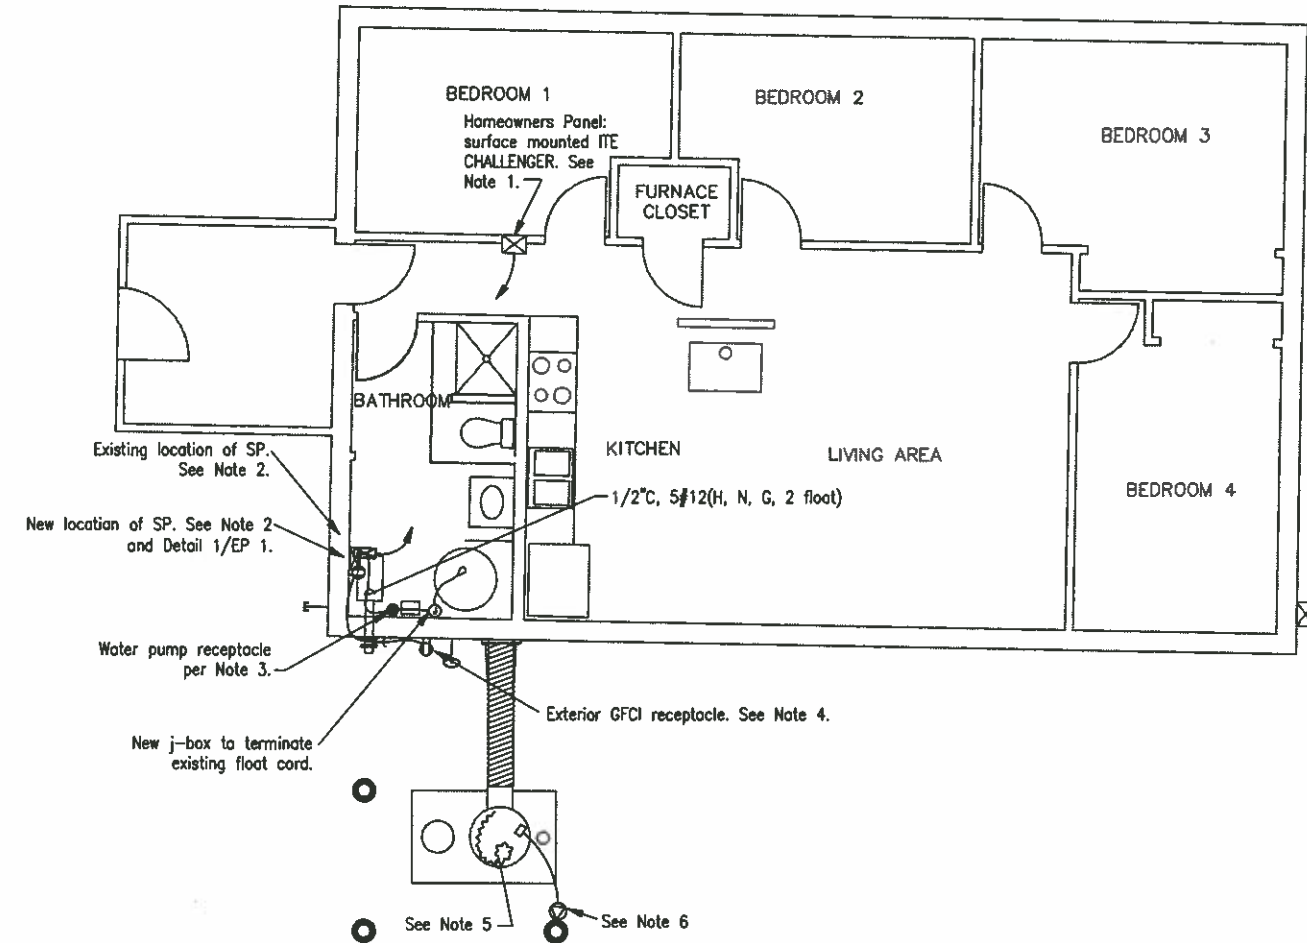 BEDROOM 1
Homeowners Panel:
surface mounted ITE
CHALLENGER. See
Note 1.
BEDROOM 2
BEDROOM 3
FURNACE
CLOSET
BATHROOM
Existing location of SP.
See Note 2.
KITCHEN
LIVING AREA
BEDROOM 4
1/2"C, 5#12(H, N, G, 2 float)
New location of SP. See Note 2
and Detail 1/EP 1.
Water pump receptacle
per Note 3.
Exterior GFCI receptacle. See Note 4.
New j-box to terminate
existing float cord.
See Note 5
See Note 6